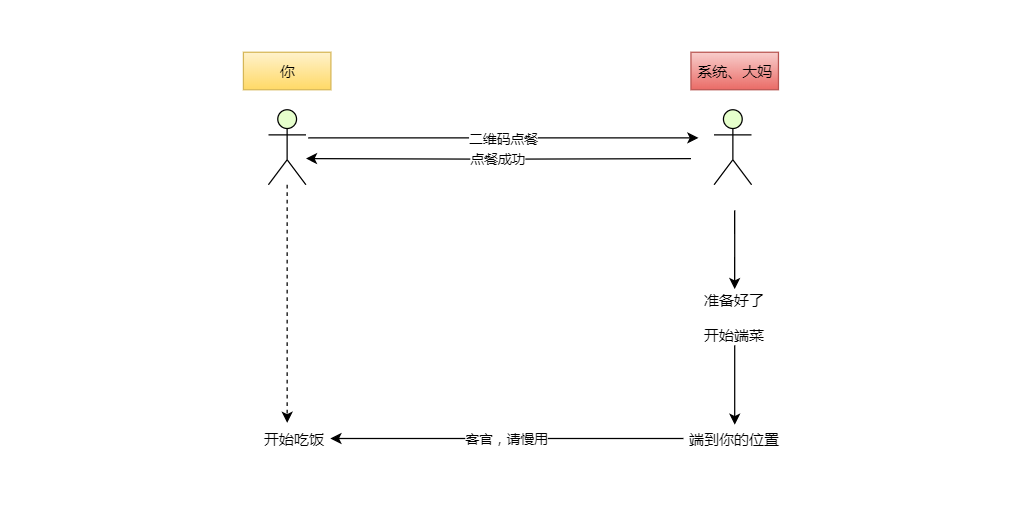 你
系统、大妈
二维码点餐
点餐成功
准备好了
开始端菜
开始吃饭
客官，请慢用
端到你的位置